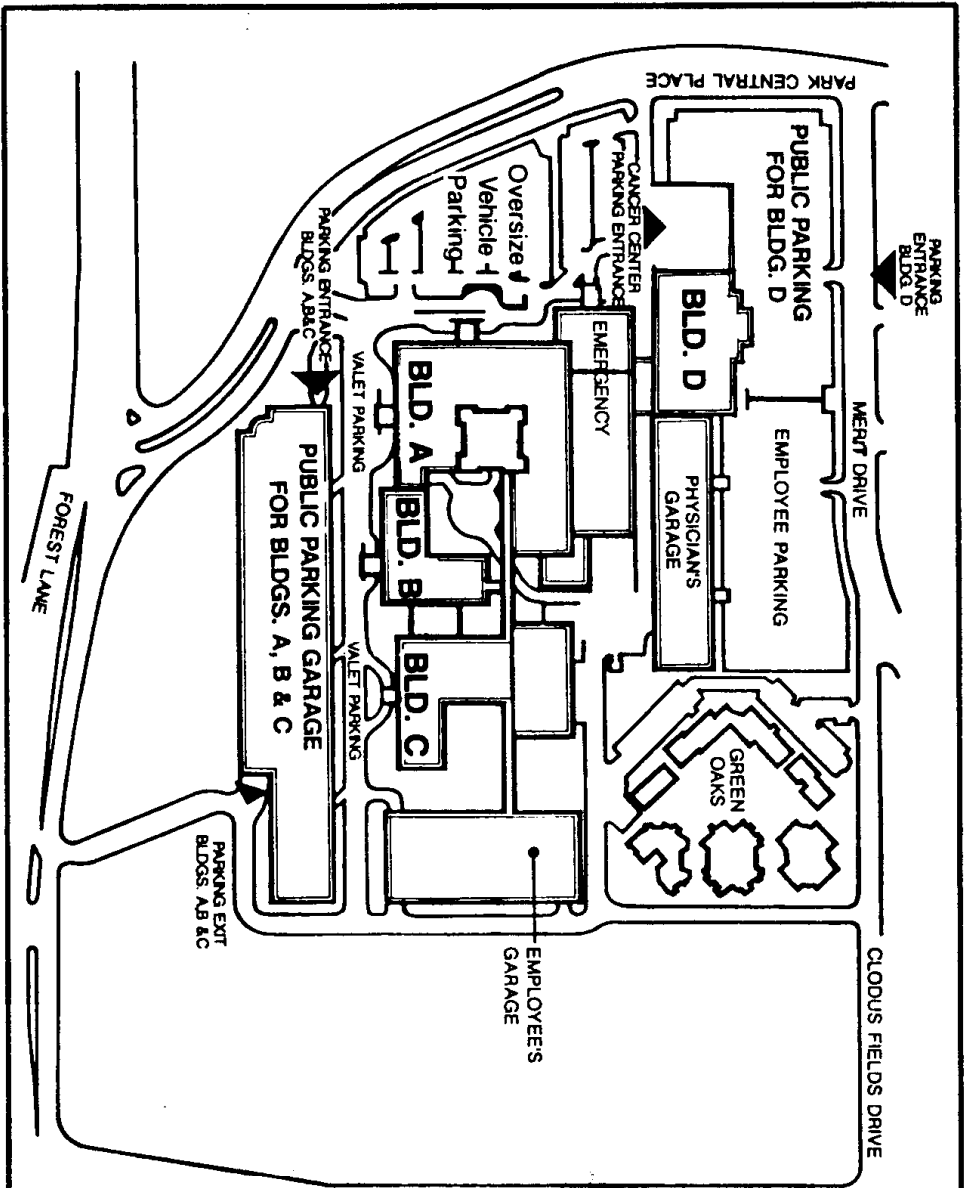 PARK CENTRAL PLACE
PARKING
ENTRANCE
BLDG. D
PUBLIC PARKING
FOR BLDG. D
MERIT DRIVE
CLODUS FIELDS DRIVE
EMPLOYEE PARKING
CANCER CENTER
PARKING ENTRANCE
BLD. D
PHYSICIAN'S
GARAGE
GREEN
OAKS
Oversize
Vehicle
Parking
EMERGENCY
EMPLOYEE'S
GARAGE
BLD. A
BLD. B
BLD. C
PARKING ENTRANCE
BLDGS. A,B&C
VALET PARKING
VALET PARKING
PUBLIC PARKING GARAGE
FOR BLDGS. A, B & C
PARKING EXIT
BLDGS. A,B &C
FOREST LANE